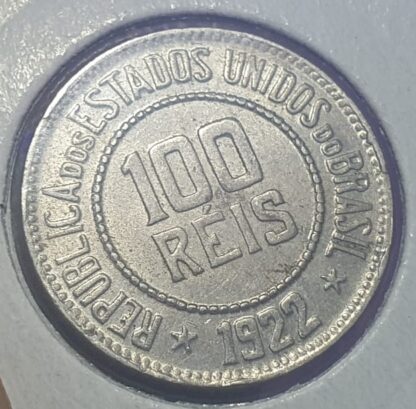 REPUBLICA DOS ESTADOS UNIDOS DO BRASIL
100
RÉIS
1922